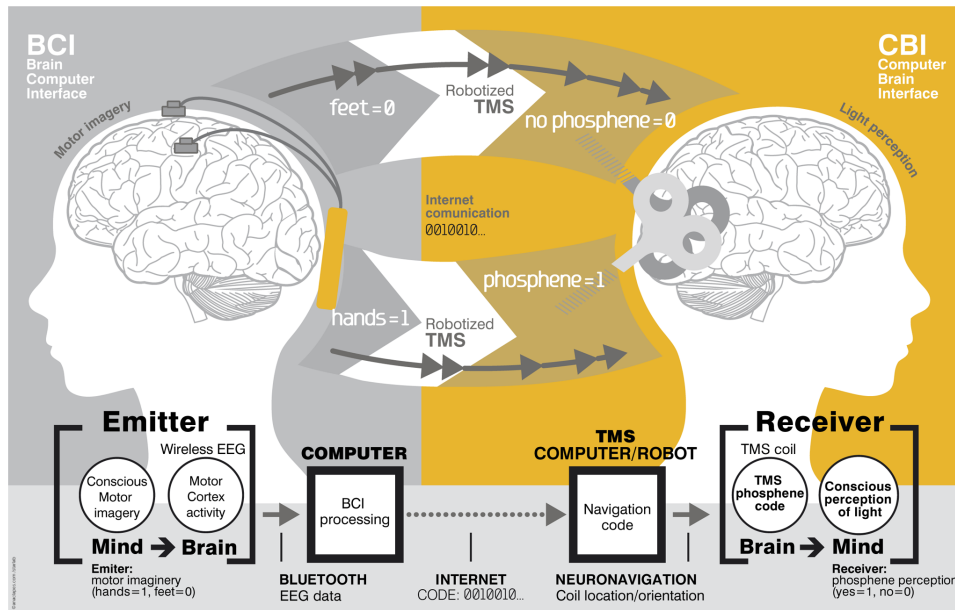 BCI
Brain
Computer
Interface
CBI
Computer
Brain
Interface
Motor imagery
Light perception
feet=0
Robotized
TMS
no phosphene=0
Internet
comunication
0010010...
phosphene=1
hands=1
Robotized
TMS
Emitter
Wireless EEG
Conscious
Motor
imagery
Motor
Cortex
activity
Mind
Brain
Emiter:
motor imaginery
(hands=1, feet=0)
COMPUTER
BCI
processing
BLUETOOTH
EEG data
INTERNET
CODE: 0010010...
TMS
COMPUTER/ROBOT
Navigation
code
NEURONAVIGATION
Coil location/orientation
Receiver
TMS coil
TMS
phosphene
code
Conscious
perception
of light
Brain
Mind
Receiver:
phosphene perception
(yes=1, no=0)